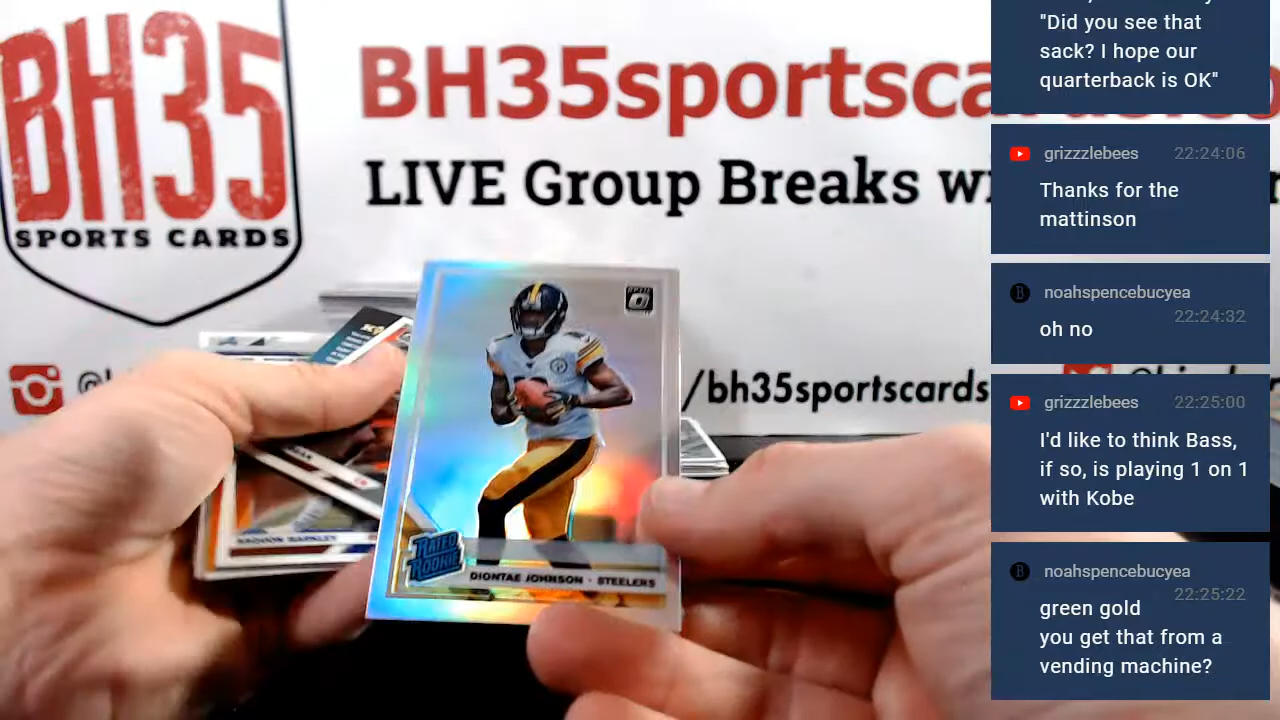 BH35
SPORTS CARDS
BH35sportsca
LIVE Group Breaks
/bh35sportscards
OPTIC
RATED
ROOKIE
DIONTAE JOHNSON - STEELERS
"Did you see that
sack? I hope our
quarterback is OK"
grizzzlebees 22:24:06
Thanks for the
mattinson
noahspencebucyea
22:24:32
oh no
grizzzlebees 22:25:00
I'd like to think Bass,
if so, is playing 1 on 1
with Kobe
noahspencebucyea
22:25:22
green gold
you get that from a
vending machine?